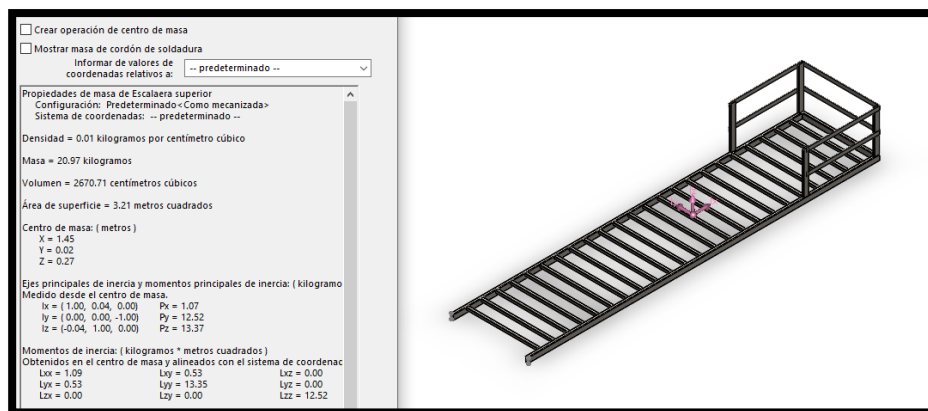 Crear operación de centro de masa
Mostrar masa de cordón de soldadura
Informar de valores de
coordenadas relativos a: -- predeterminado --
Propiedades de masa de Escalaera superior
Configuración: Predeterminado<Como mecanizada>
Sistema de coordenadas: -- predeterminado --
Densidad = 0.01 kilogramos por centímetro cúbico
Masa = 20.97 kilogramos
Volumen = 2670.71 centímetros cúbicos
Área de superficie = 3.21 metros cuadrados
Centro de masa: ( metros )
X = 1.45
Y = 0.02
Z = 0.27
Ejes principales de inercia y momentos principales de inercia: ( kilogramo
Medido desde el centro de masa.
Ix = ( 1.00, 0.04, 0.00) Px = 1.07
Iy = ( 0.00, 0.00, -1.00) Py = 12.52
Iz = (-0.04, 1.00, 0.00) Pz = 13.37
Momentos de inercia: ( kilogramos * metros cuadrados )
Obtenidos en el centro de masa y alineados con el sistema de coordenac
Lxx = 1.09 Lxy = 0.53 Lxz = 0.00
Lyx = 0.53 Lyy = 13.35 Lyz = 0.00
Lzx = 0.00 Lzy = 0.00 Lzz = 12.52